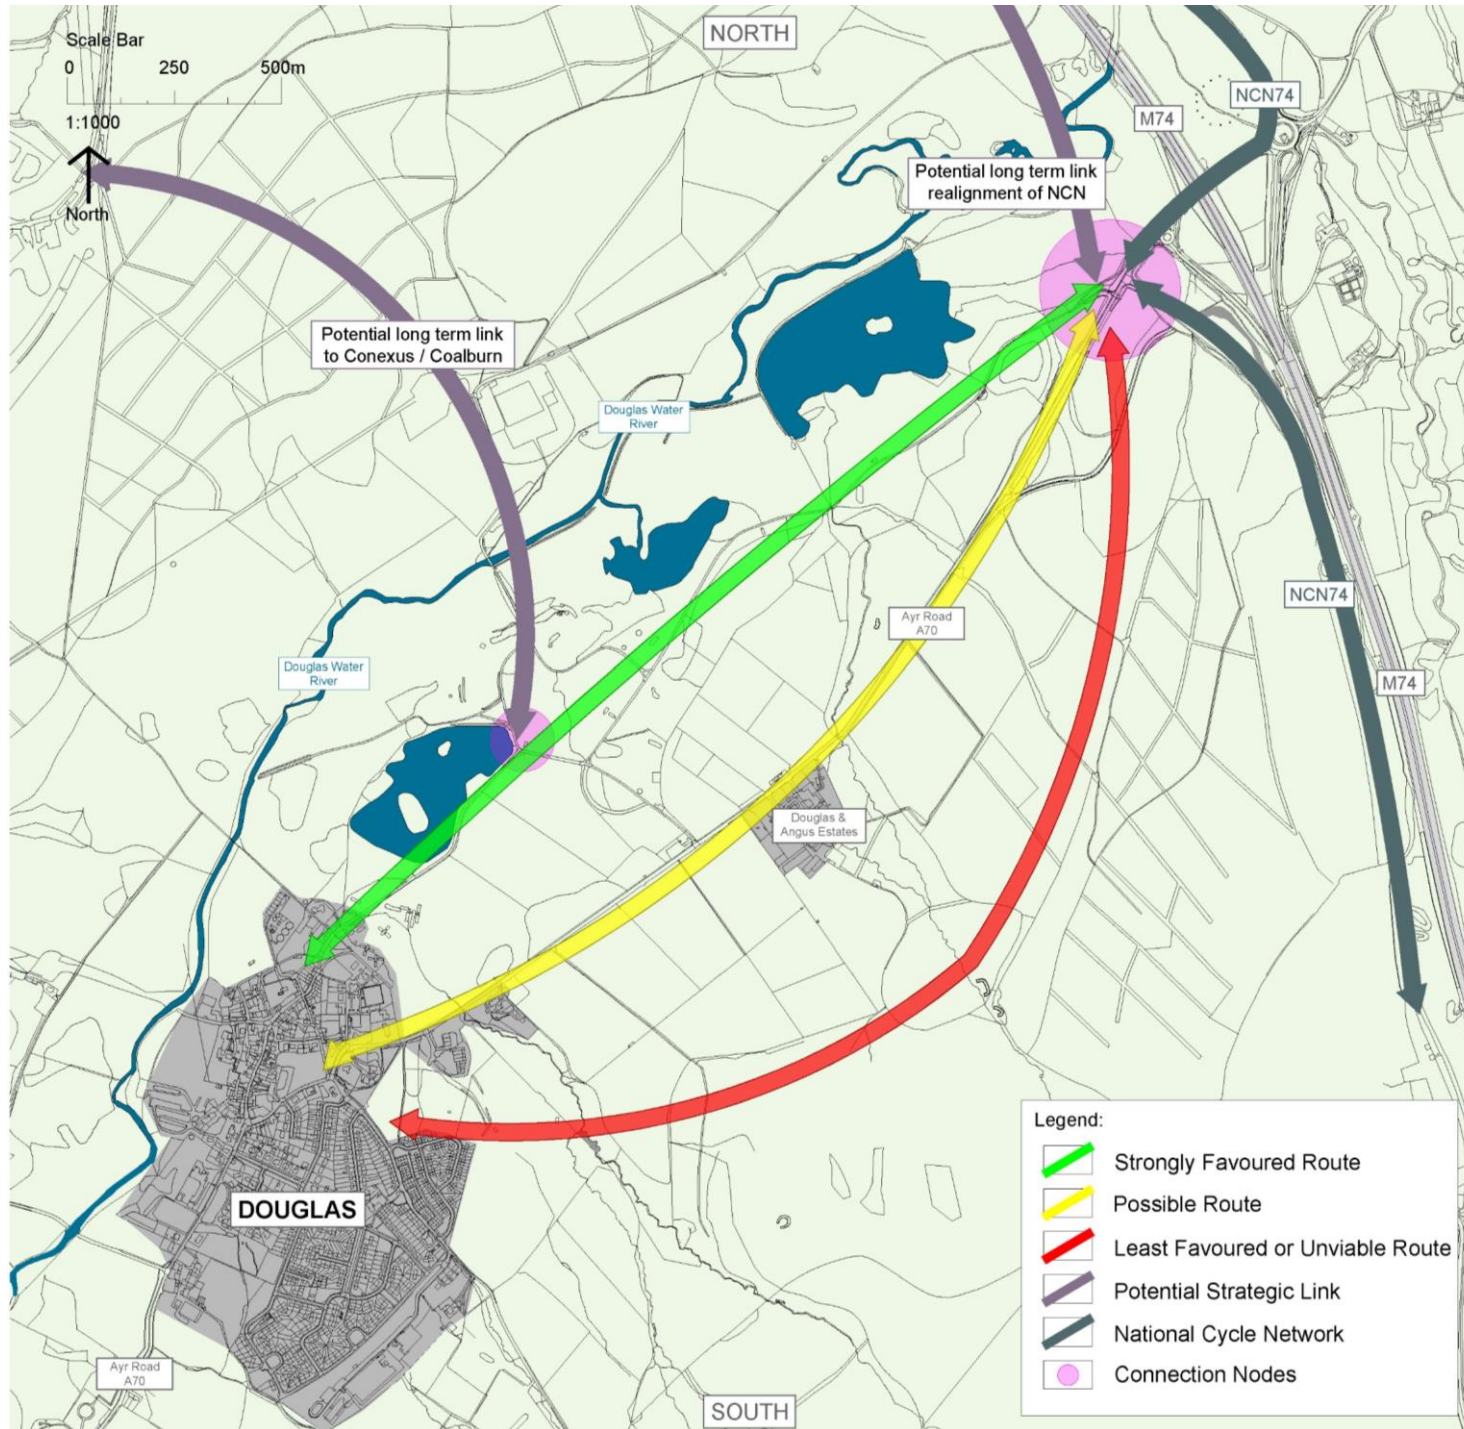 NORTH
Scale Bar
0 250 500m
1:1000
North
NCN74
M74
Potential long term link
realignment of NCN
Potential long term link
to Conexus / Coalburn
Douglas Water
River
NCN74
Ayr Road
A70
Douglas Water
River
M74
Douglas &
Angus Estates
DOUGLAS
Ayr Road
A70
SOUTH
Legend:
Strongly Favoured Route
Possible Route
Least Favoured or Unviable Route
Potential Strategic Link
National Cycle Network
Connection Nodes